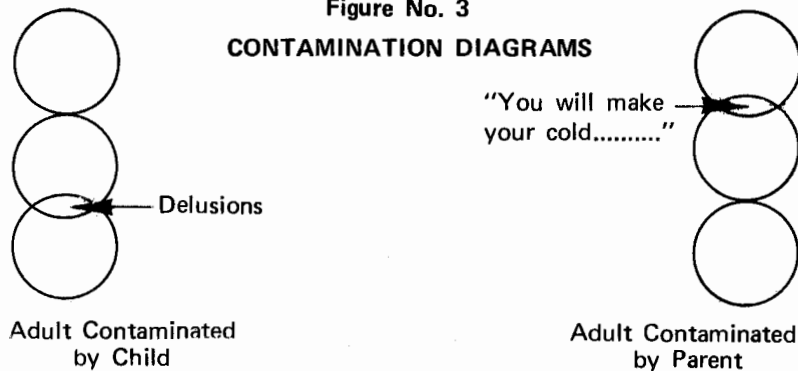 Figure No. 3
CONTAMINATION DIAGRAMS
"You will make
your cold.........."
Delusions
Adult Contaminated
by Child
Adult Contaminated
by Parent